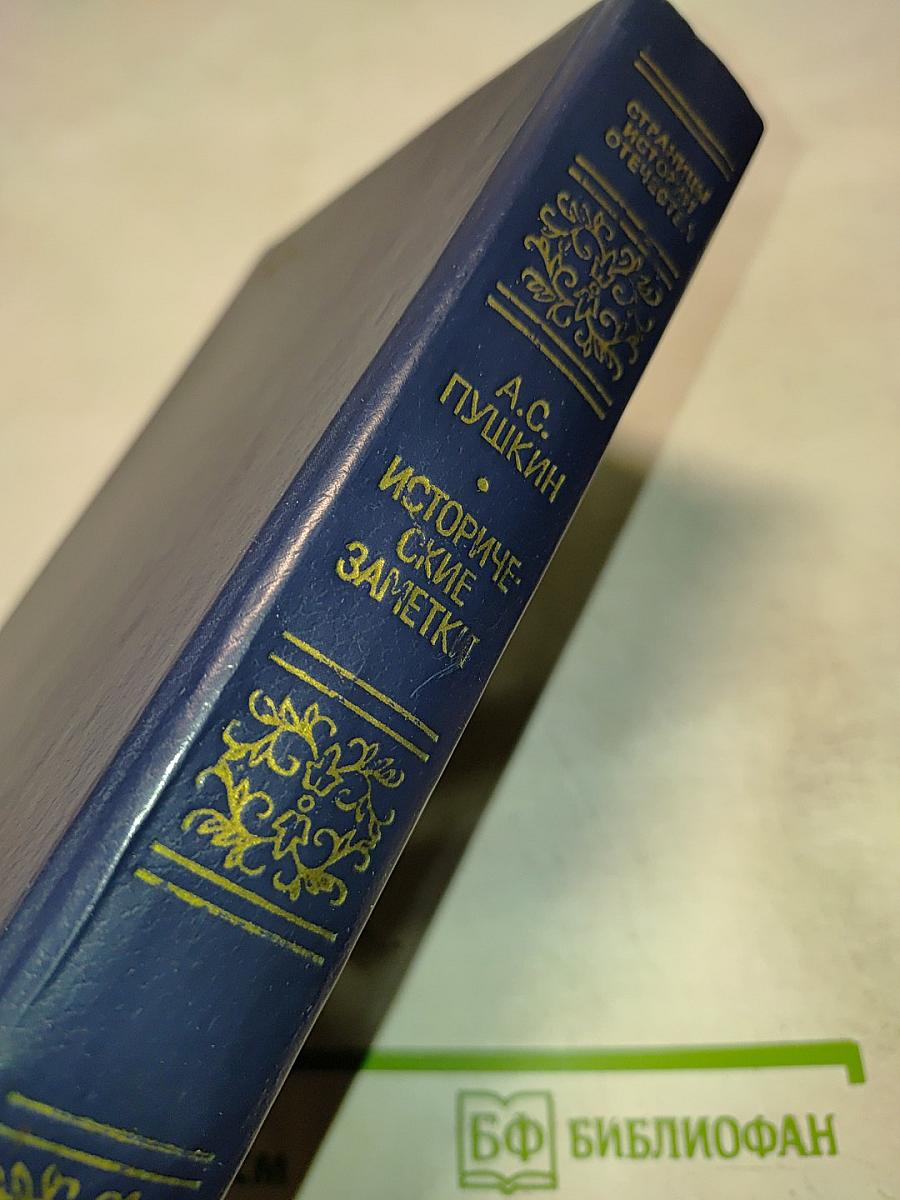 СТРАНИЦЫ
ИСТОРИИ
ОТЕЧЕСТВА
А.С.
ПУШКИН
•
ИСТОРИЧЕ-
СКИЕ
ЗАМЕТКИ
БФ БИБЛИОФАН